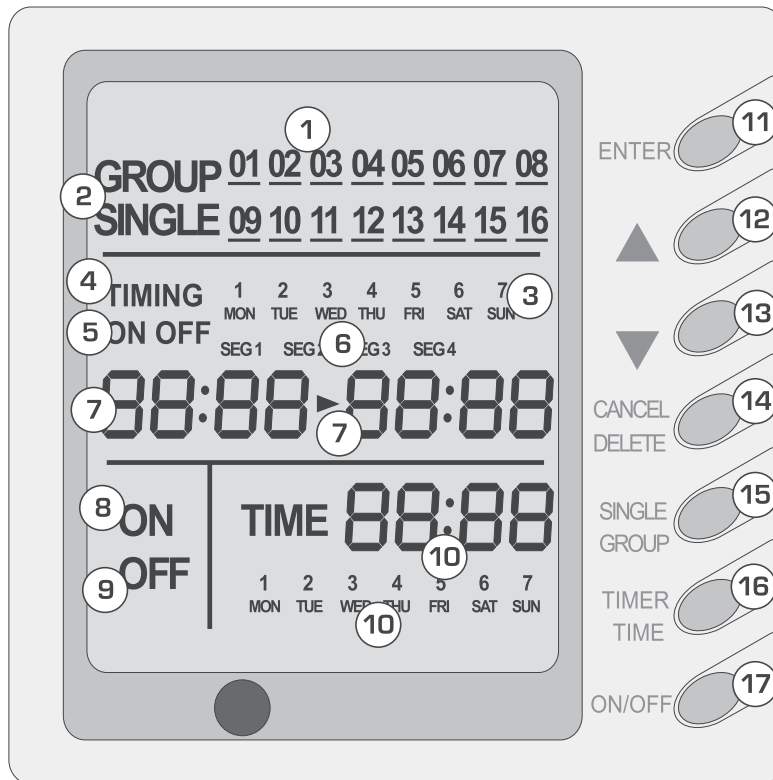 1
GROUP 01 02 03 04 05 06 07 08
2
SINGLE 09 10 11 12 13 14 15 16
4 TIMING
1 2 3 4 5 6 7
MON TUE WED THU FRI SAT SUN
3
5 ON OFF
SEG1 SEG2 SEG3 SEG4
6
7 88:88 ► 88:88
7
8 ON
TIME 88:88
9 OFF
10
1 2 3 4 5 6 7
MON TUE WED THU FRI SAT SUN
10
ENTER 11
▲ 12
▼ 13
CANCEL 14
DELETE
SINGLE 15
GROUP
TIMER 16
TIME
ON/OFF 17